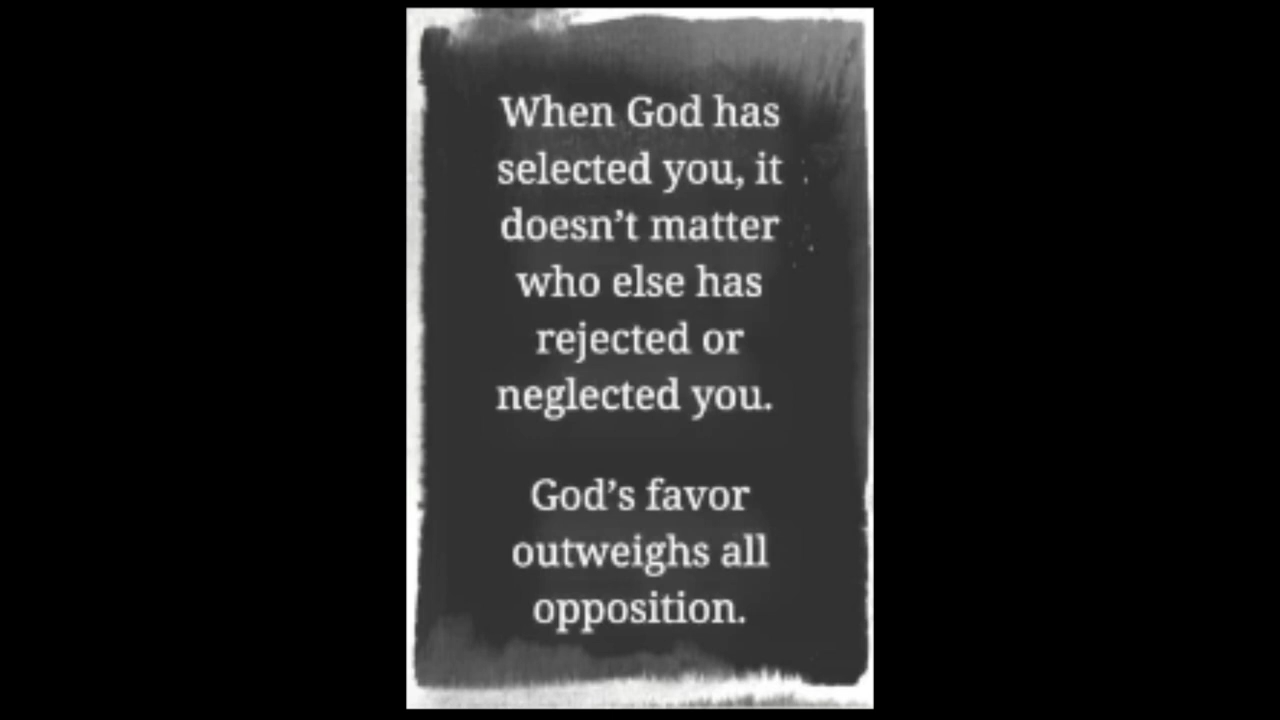 When God has
selected you, it
doesn’t matter
who else has
rejected or
neglected you.
God’s favor
outweighs all
opposition.